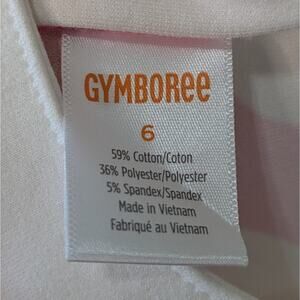 GYMBOREE
6
59% Cotton/Coton
36% Polyester/Polyester
5% Spandex/Spandex
Made in Vietnam
Fabriqué au Vietnam